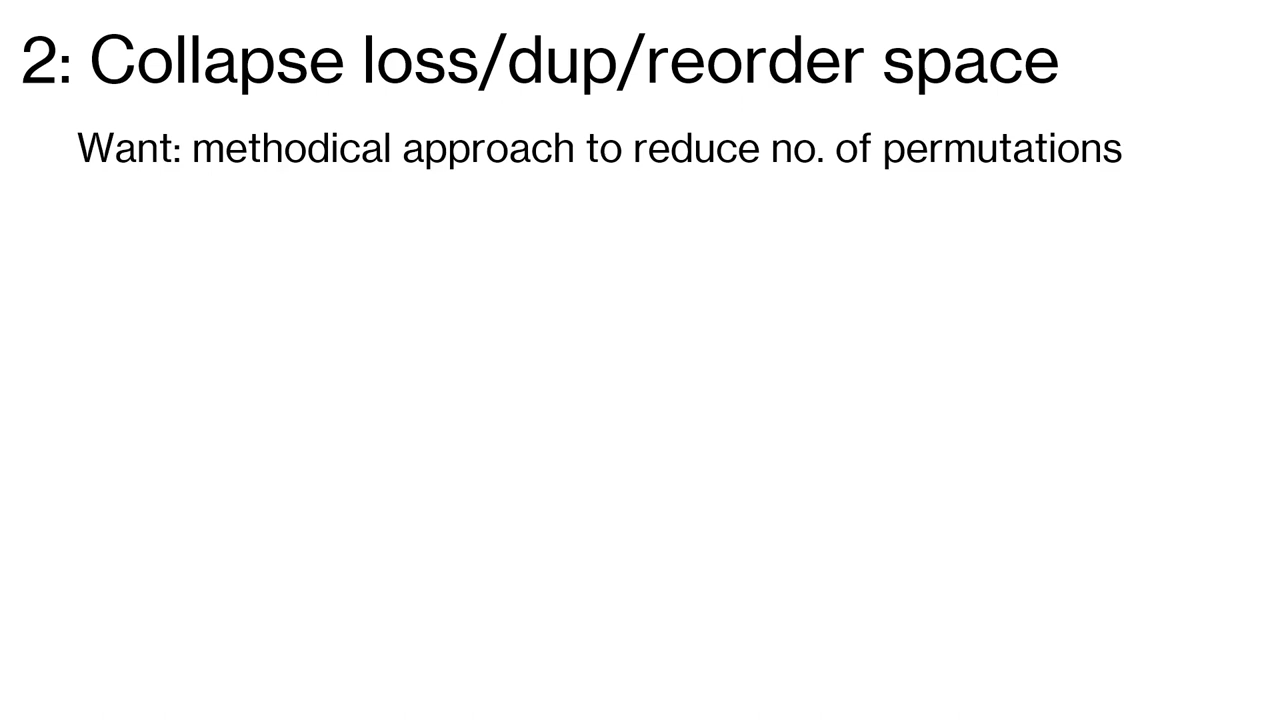 2: Collapse loss/dup/reorder space
Want: methodical approach to reduce no. of permutations